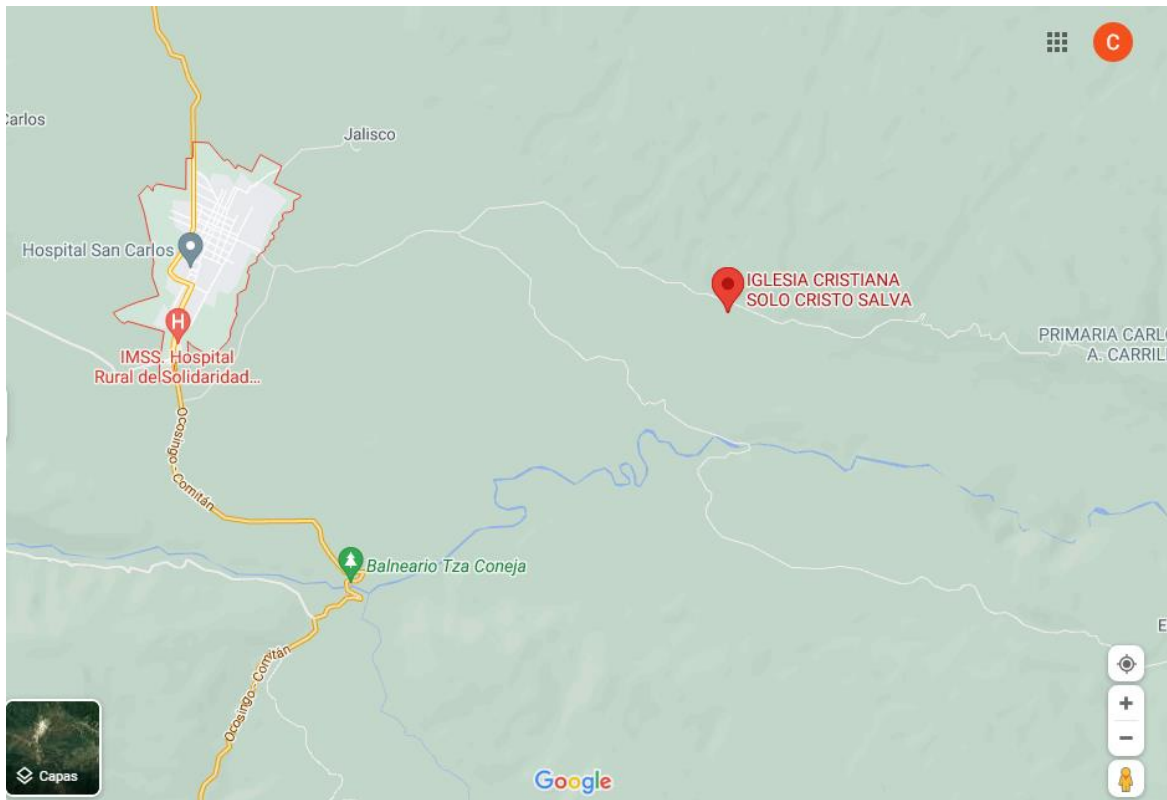 C
Carlos
Jalisco
Hospital San Carlos
IGLESIA CRISTIANA
SOLO CRISTO SALVA
H
IMSS. Hospital
Rural de Solidaridad...
PRIMARIA CARLO
A. CARRIL
Ocosingo - Comitán
Balneario Tza Coneja
E
Ocosingo - Comitán
Capas
Google